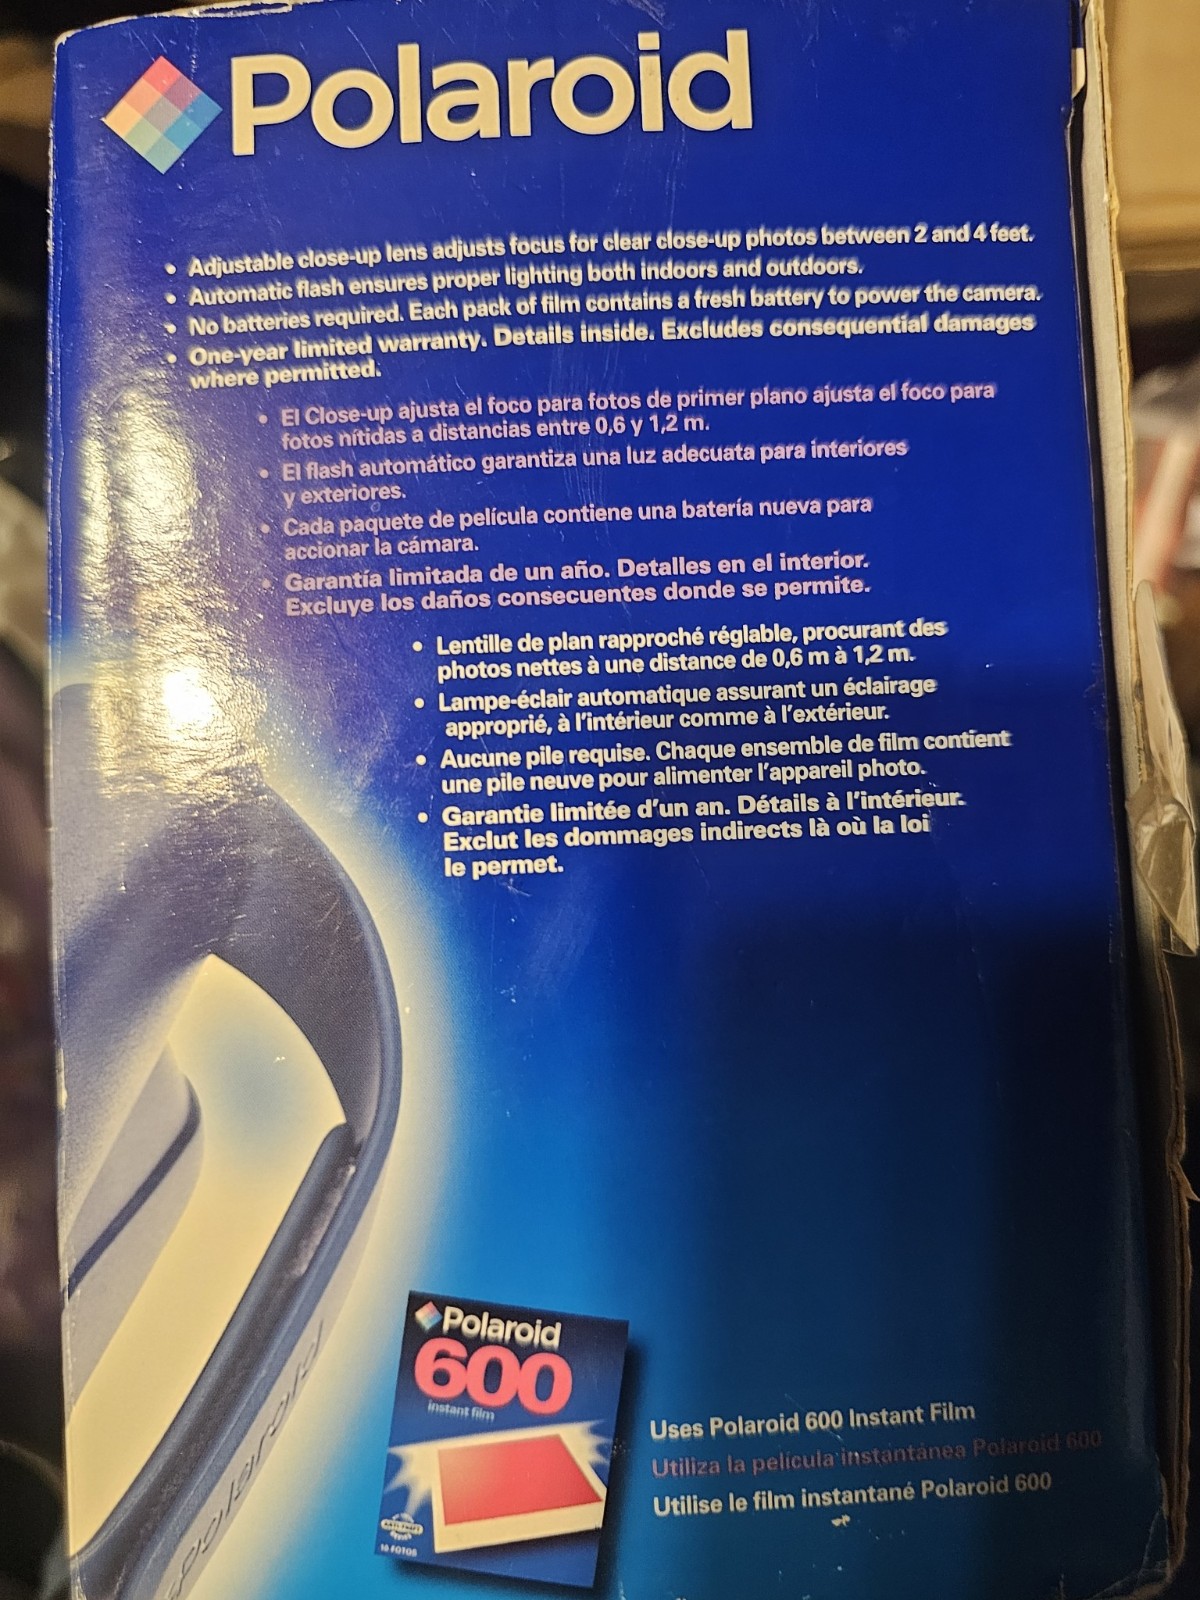 Polaroid
• Adjustable close-up lens adjusts focus for clear close-up photos between 2 and 4 feet.
• Automatic flash ensures proper lighting both indoors and outdoors.
• No batteries required. Each pack of film contains a fresh battery to power the camera.
• One-year limited warranty. Details inside. Excludes consequential damages
where permitted.
• El Close-up ajusta el foco para fotos de primer plano ajusta el foco para
fotos nítidas a distancias entre 0,6 y 1,2 m.
• El flash automático garantiza una luz adecuata para interiores
y exteriores.
• Cada paquete de película contiene una batería nueva para
accionar la cámara.
• Garantía limitada de un año. Detalles en el interior.
Excluye los daños consecuentes donde se permite.
• Lentille de plan rapproché réglable, procurant des
photos nettes à une distance de 0,6 m à 1,2 m.
• Lampe-éclair automatique assurant un éclairage
approprié, à l'intérieur comme à l'extérieur.
• Aucune pile requise. Chaque ensemble de film contient
une pile neuve pour alimenter l'appareil photo.
• Garantie limitée d'un an. Détails à l'intérieur.
Exclut les dommages indirects là où la loi
le permet.
Polaroid
Polaroid
600
instant film
10 FOTOS
Uses Polaroid 600 Instant Film
Utiliza la película instantánea Polaroid 600
Utilise le film instantané Polaroid 600